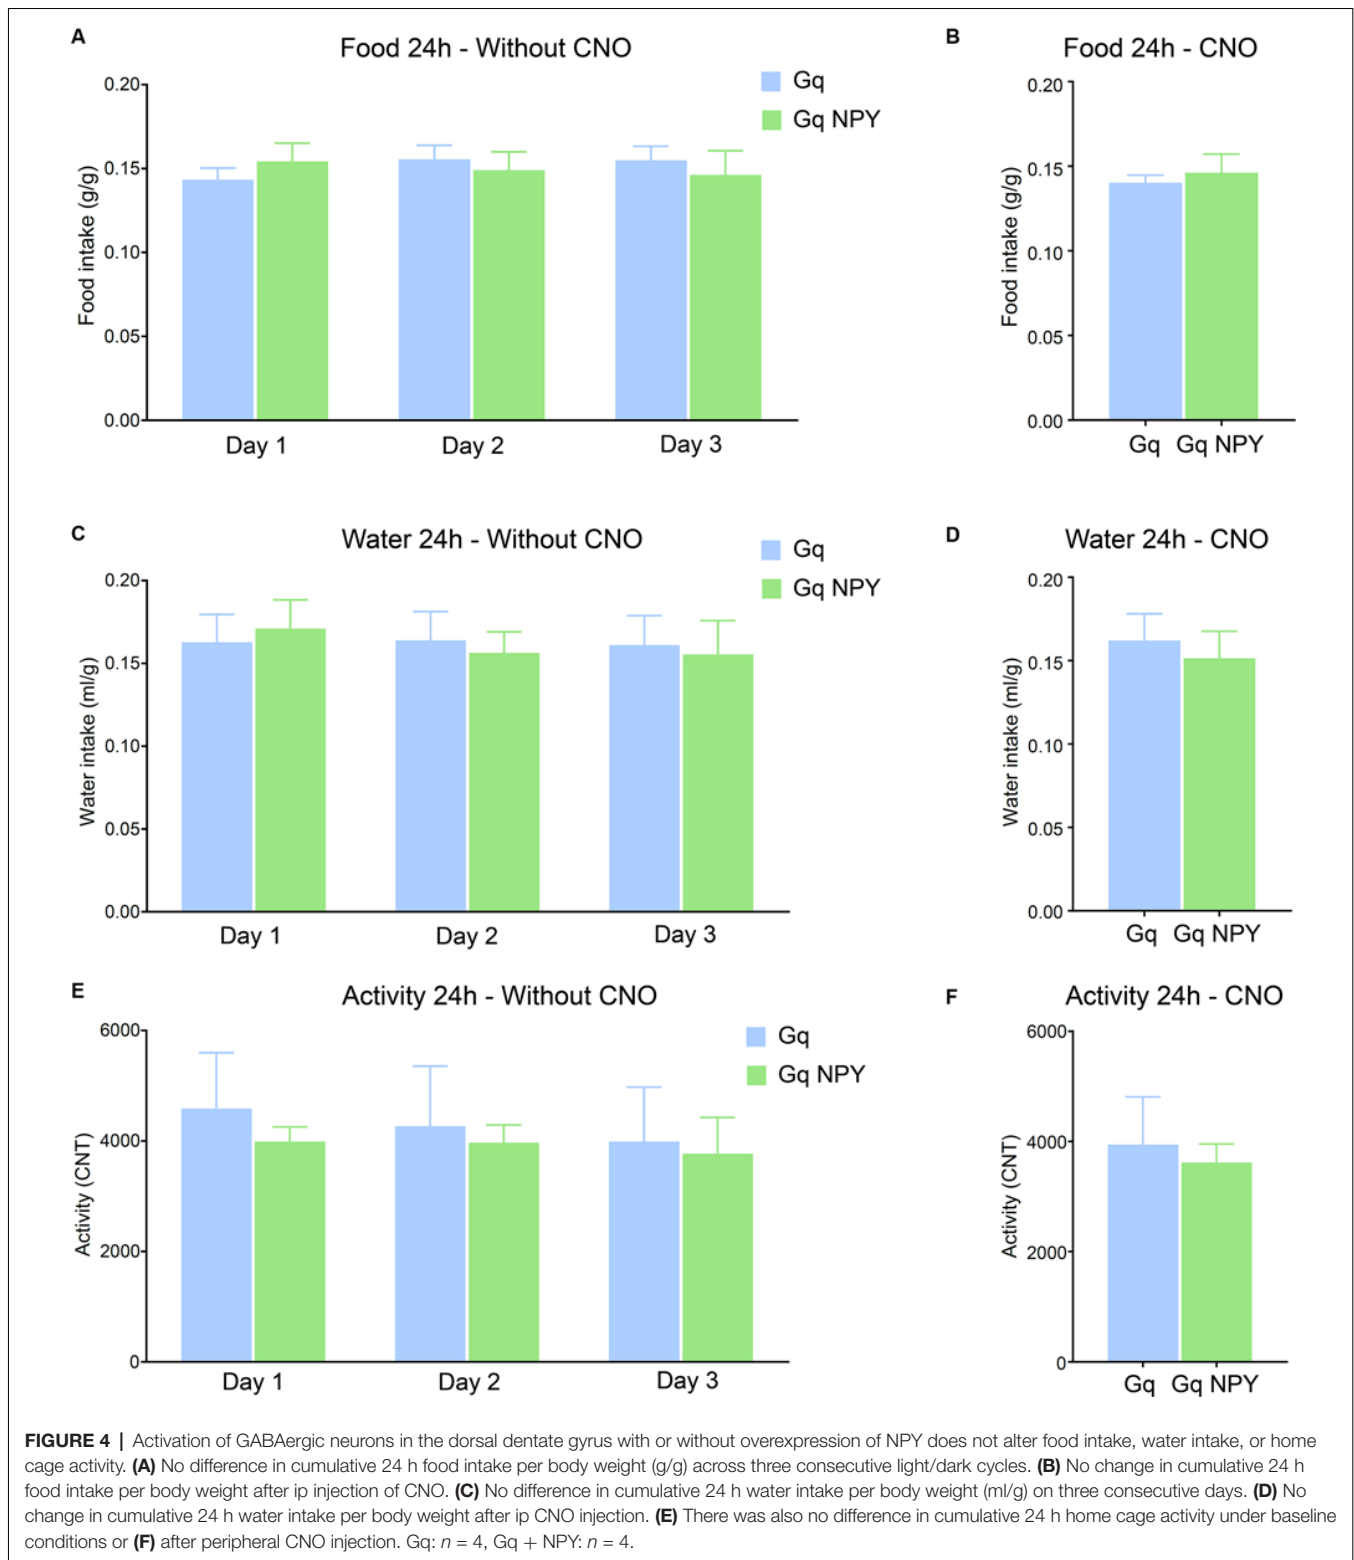 A
Food 24h - Without CNO
Gq
Gq NPY
0.20
0.15
0.10
0.05
0.00
Food intake (g/g)
Day 1
Day 2
Day 3
B
Food 24h - CNO
0.20
0.15
0.10
0.05
0.00
Food intake (g/g)
Gq Gq NPY
C
Water 24h - Without CNO
Gq
Gq NPY
0.20
0.15
0.10
0.05
0.00
Water intake (ml/g)
Day 1
Day 2
Day 3
D
Water 24h - CNO
0.20
0.15
0.10
0.05
0.00
Water intake (ml/g)
Gq Gq NPY
E
Activity 24h - Without CNO
Gq
Gq NPY
6000
4000
2000
0
Activity (CNT)
Day 1
Day 2
Day 3
F
Activity 24h - CNO
6000
4000
2000
0
Activity (CNT)
Gq Gq NPY
FIGURE 4 | Activation of GABAergic neurons in the dorsal dentate gyrus with or without overexpression of NPY does not alter food intake, water intake, or home
cage activity. (A) No difference in cumulative 24 h food intake per body weight (g/g) across three consecutive light/dark cycles. (B) No change in cumulative 24 h
food intake per body weight after ip injection of CNO. (C) No difference in cumulative 24 h water intake per body weight (ml/g) on three consecutive days. (D) No
change in cumulative 24 h water intake per body weight after ip CNO injection. (E) There was also no difference in cumulative 24 h home cage activity under baseline
conditions or (F) after peripheral CNO injection. Gq: n = 4, Gq + NPY: n = 4.